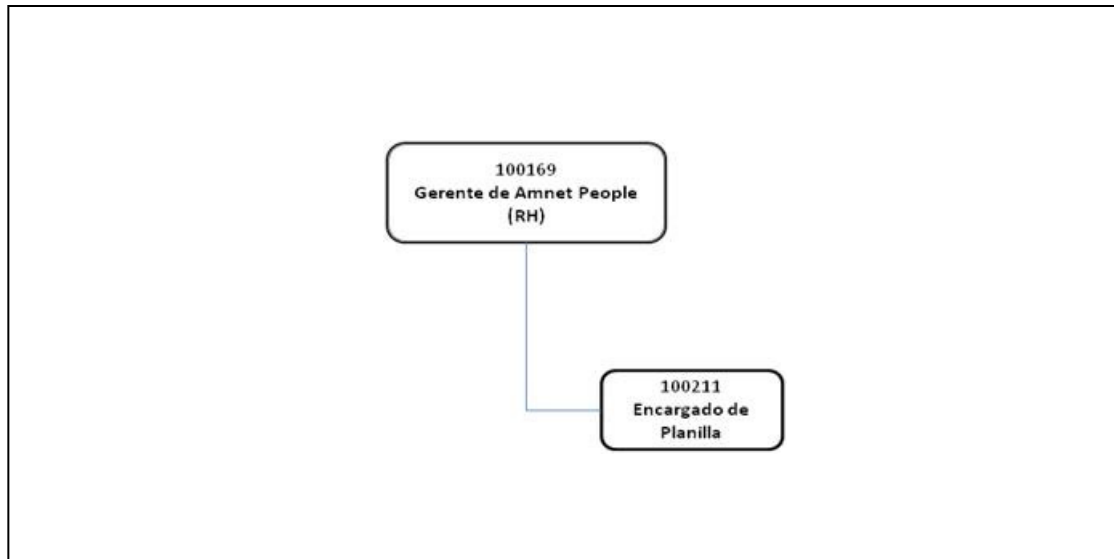 100169
Gerente de Amnet People
(RH)
100211
Encargado de
Planilla